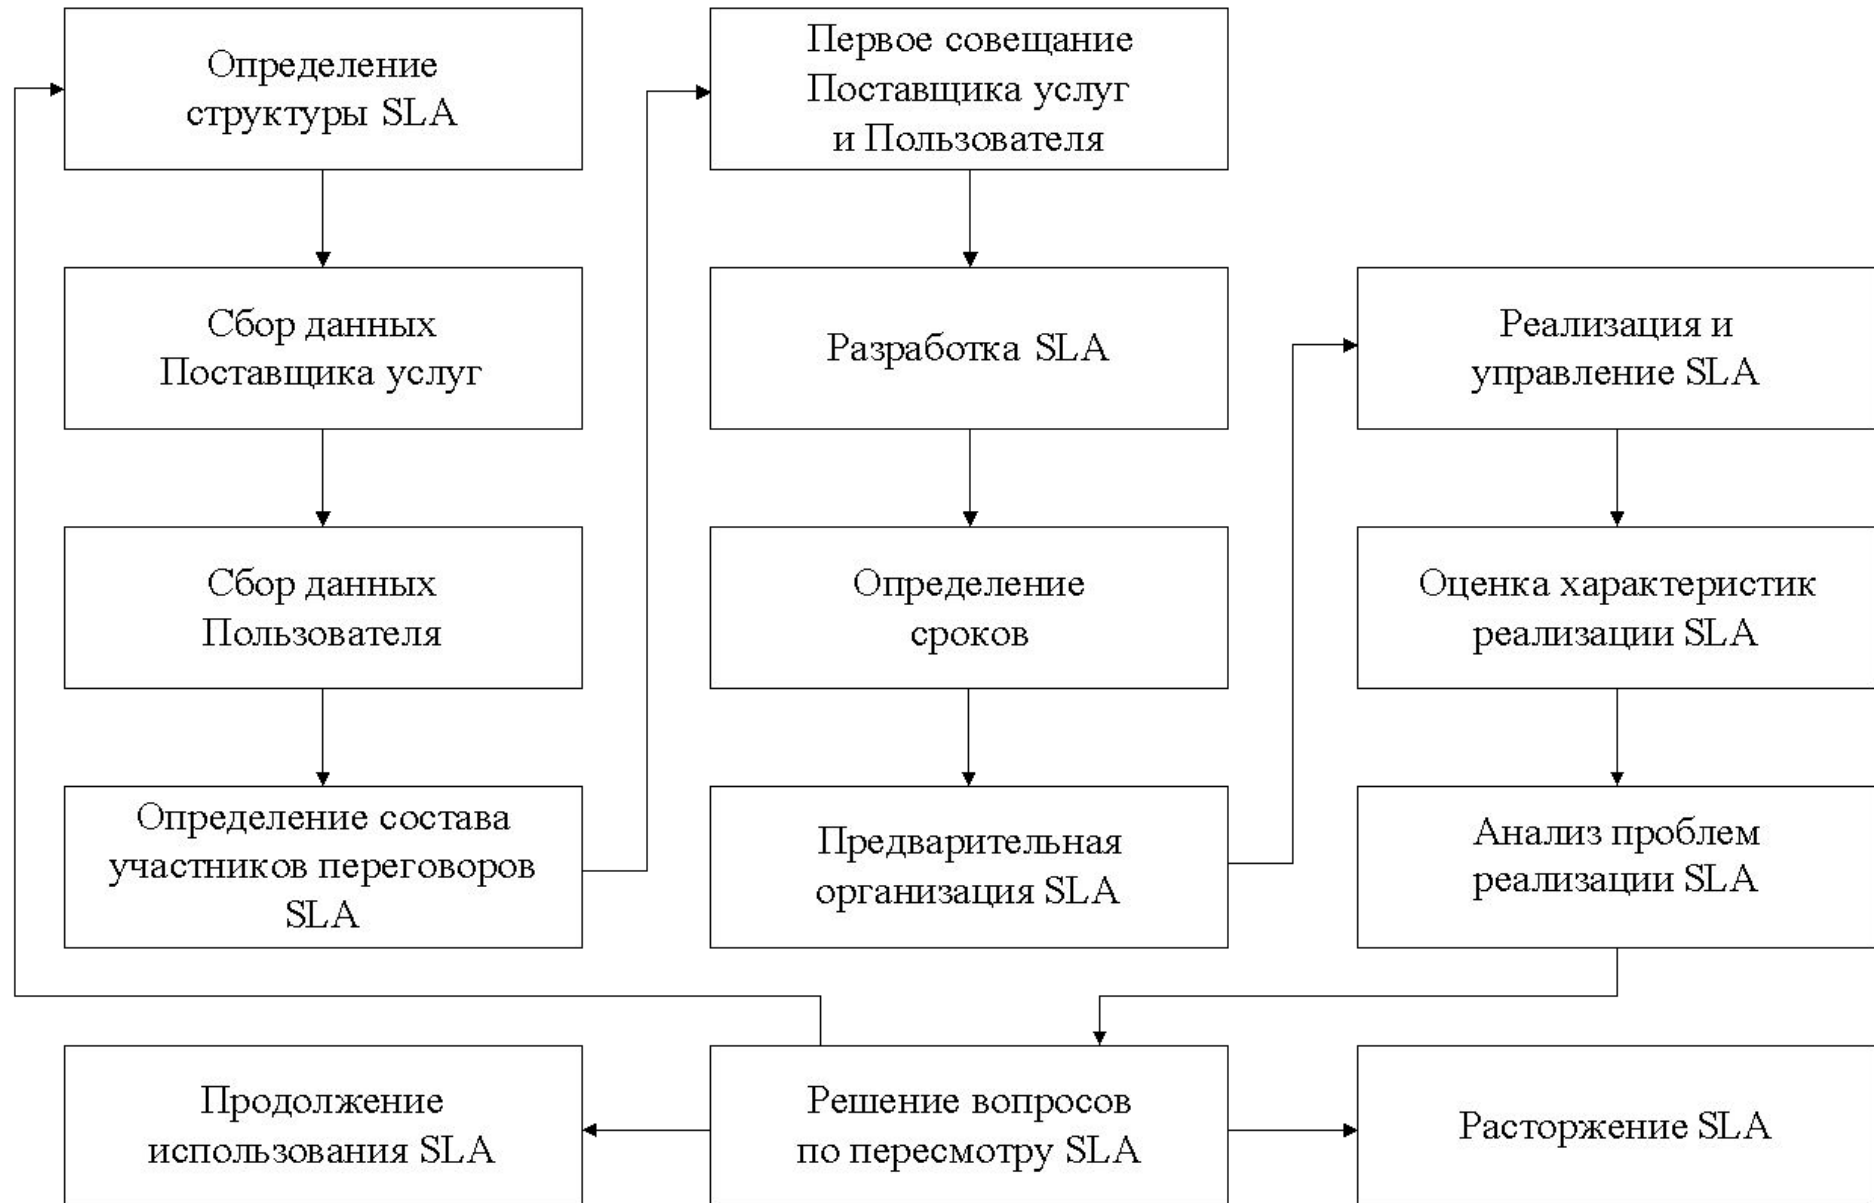 Определение
структуры SLA
Сбор данных
Поставщика услуг
Сбор данных
Пользователя
Определение состава
участников переговоров
SLA
Первое совещание
Поставщика услуг
и Пользователя
Разработка SLA
Определение
сроков
Предварительная
организация SLA
Реализация и
управление SLA
Оценка характеристик
реализации SLA
Анализ проблем
реализации SLA
Решение вопросов
по пересмотру SLA
Продолжение
использования SLA
Расторжение SLA